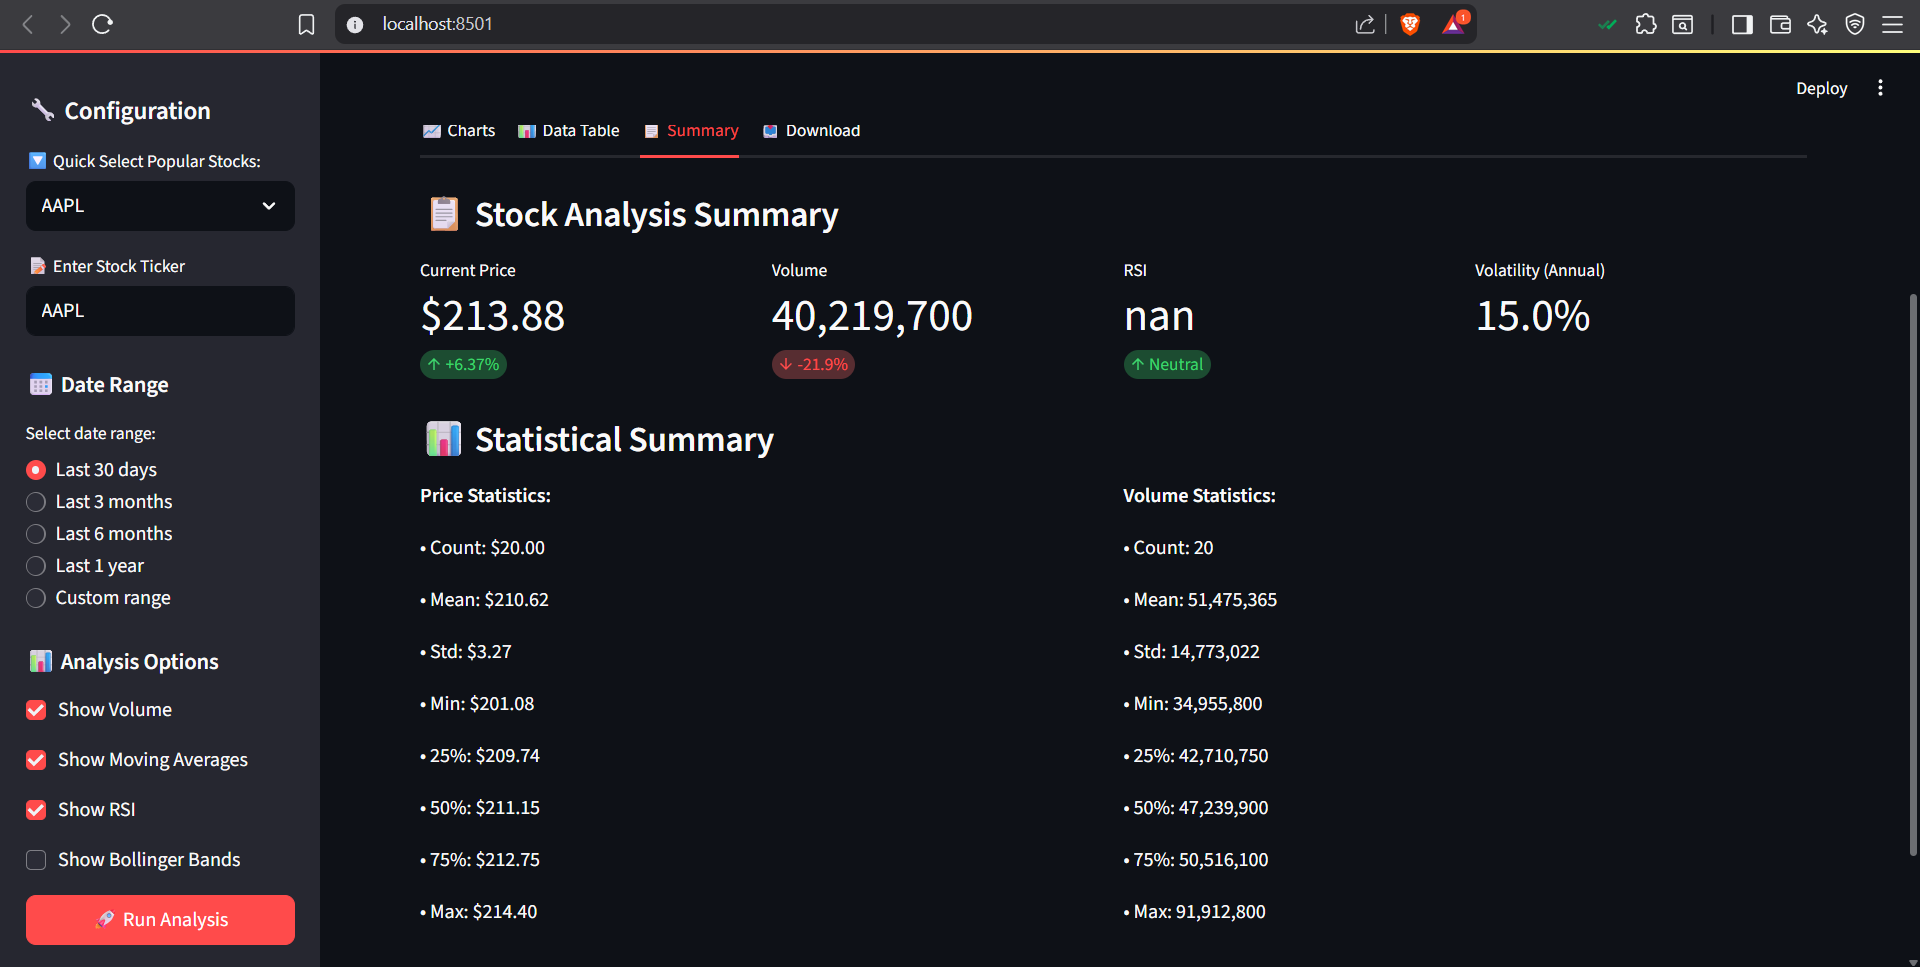 localhost:8501
1
Deploy
Configuration
Quick Select Popular Stocks:
AAPL
Enter Stock Ticker
AAPL
Date Range
Select date range:
Last 30 days
Last 3 months
Last 6 months
Last 1 year
Custom range
Analysis Options
Show Volume
Show Moving Averages
Show RSI
Show Bollinger Bands
Run Analysis
Charts Data Table Summary Download
Stock Analysis Summary
Current Price
$213.88
↑ +6.37%
Volume
40,219,700
↓ -21.9%
RSI
nan
↑ Neutral
Volatility (Annual)
15.0%
Statistical Summary
Price Statistics:
• Count: $20.00
• Mean: $210.62
• Std: $3.27
• Min: $201.08
• 25%: $209.74
• 50%: $211.15
• 75%: $212.75
• Max: $214.40
Volume Statistics:
• Count: 20
• Mean: 51,475,365
• Std: 14,773,022
• Min: 34,955,800
• 25%: 42,710,750
• 50%: 47,239,900
• 75%: 50,516,100
• Max: 91,912,800